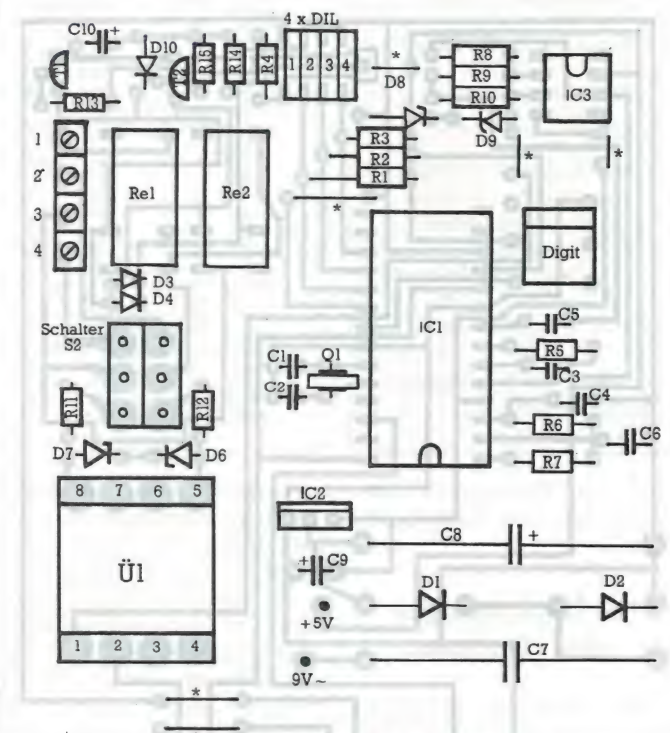 4 x DIL
C10 +
D10
T1
T2
R15
R14
R4
1 2 3 4
*
D8
R8
R9
R10
IC3
R13
D9
R3
R2
R1
*
*
*
1
2
3
4
Re1
Re2
Digit
D3
D4
IC1
Schalter
S2
C1
Q1
C2
C5
R5
C3
C4
R11
R12
R6
C6
D7
D6
R7
8 7 6 5
IC2
Ü1
C8
+
+ C9
D1
D2
+5V
1 2 3 4
9V~
C7
*